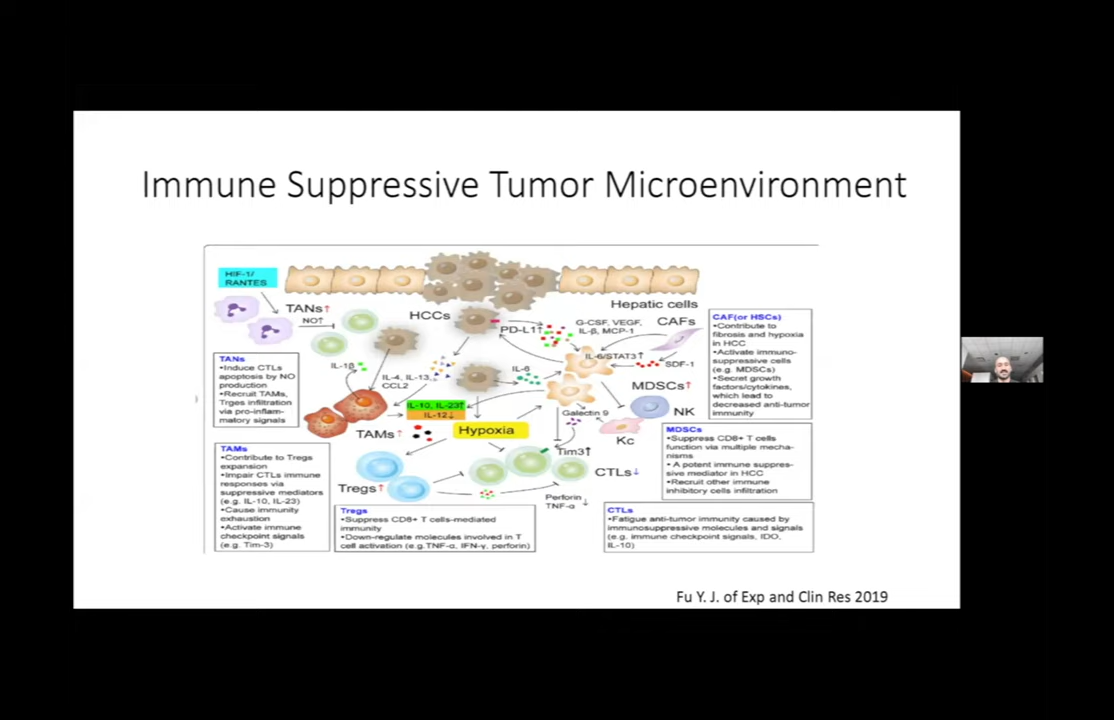 Immune Suppressive Tumor Microenvironment
HIF-1/
RANTES
TANs↑
NO↑
HCCs
PD-L1↑
G-CSF, VEGF,
IL-β, MCP-1
Hepatic cells
CAFs
IL-6/STAT3↑
SDF-1
IL-1β
IL-4, IL-13,
CCL2
IL-6
MDSCs↑
IL-10, IL-23↑
IL-12↓
Galectin 9
NK
Kc
TAMs↑
Hypoxia
Tim3↑
CTLs↓
Tregs↑
Perforin
TNF-α ↓
TANs
•Induce CTLs
apoptosis by NO
production
•Recruit TAMs,
Trges infiltration
via pro-inflam-
matory signals
TAMs
•Contribute to Tregs
expansion
•Impair CTLs immune
responses via
suppressive mediators
(e.g. IL-10, IL-23)
•Cause immune
exhaustion
•Activate immune
checkpoint signals
(e.g. Tim-3)
Tregs
•Suppress CD8+ T cells-mediated
immunity
•Down-regulate molecules involved in T
cell activation (e.g.TNF-α, IFN-γ, perforin)
CAF(or HSCs)
•Contribute to
fibrosis and hypoxia
in HCC
•Activate immuno-
suppressive cells
(e.g. MDSCs)
•Secret growth
factors/cytokines,
which lead to
decreased anti-tumor
immunity
MDSCs
•Suppress CD8+ T cells
function via multiple mecha-
nisms
•A potent immune suppres-
sive mediator in HCC
•Recruit other immune
inhibitory cells infiltration
CTLs
•Fatigue anti-tumor immunity caused by
immunosuppressive molecules and signals
(e.g. immune checkpoint signals, IDO,
IL-10)
Fu Y. J. of Exp and Clin Res 2019